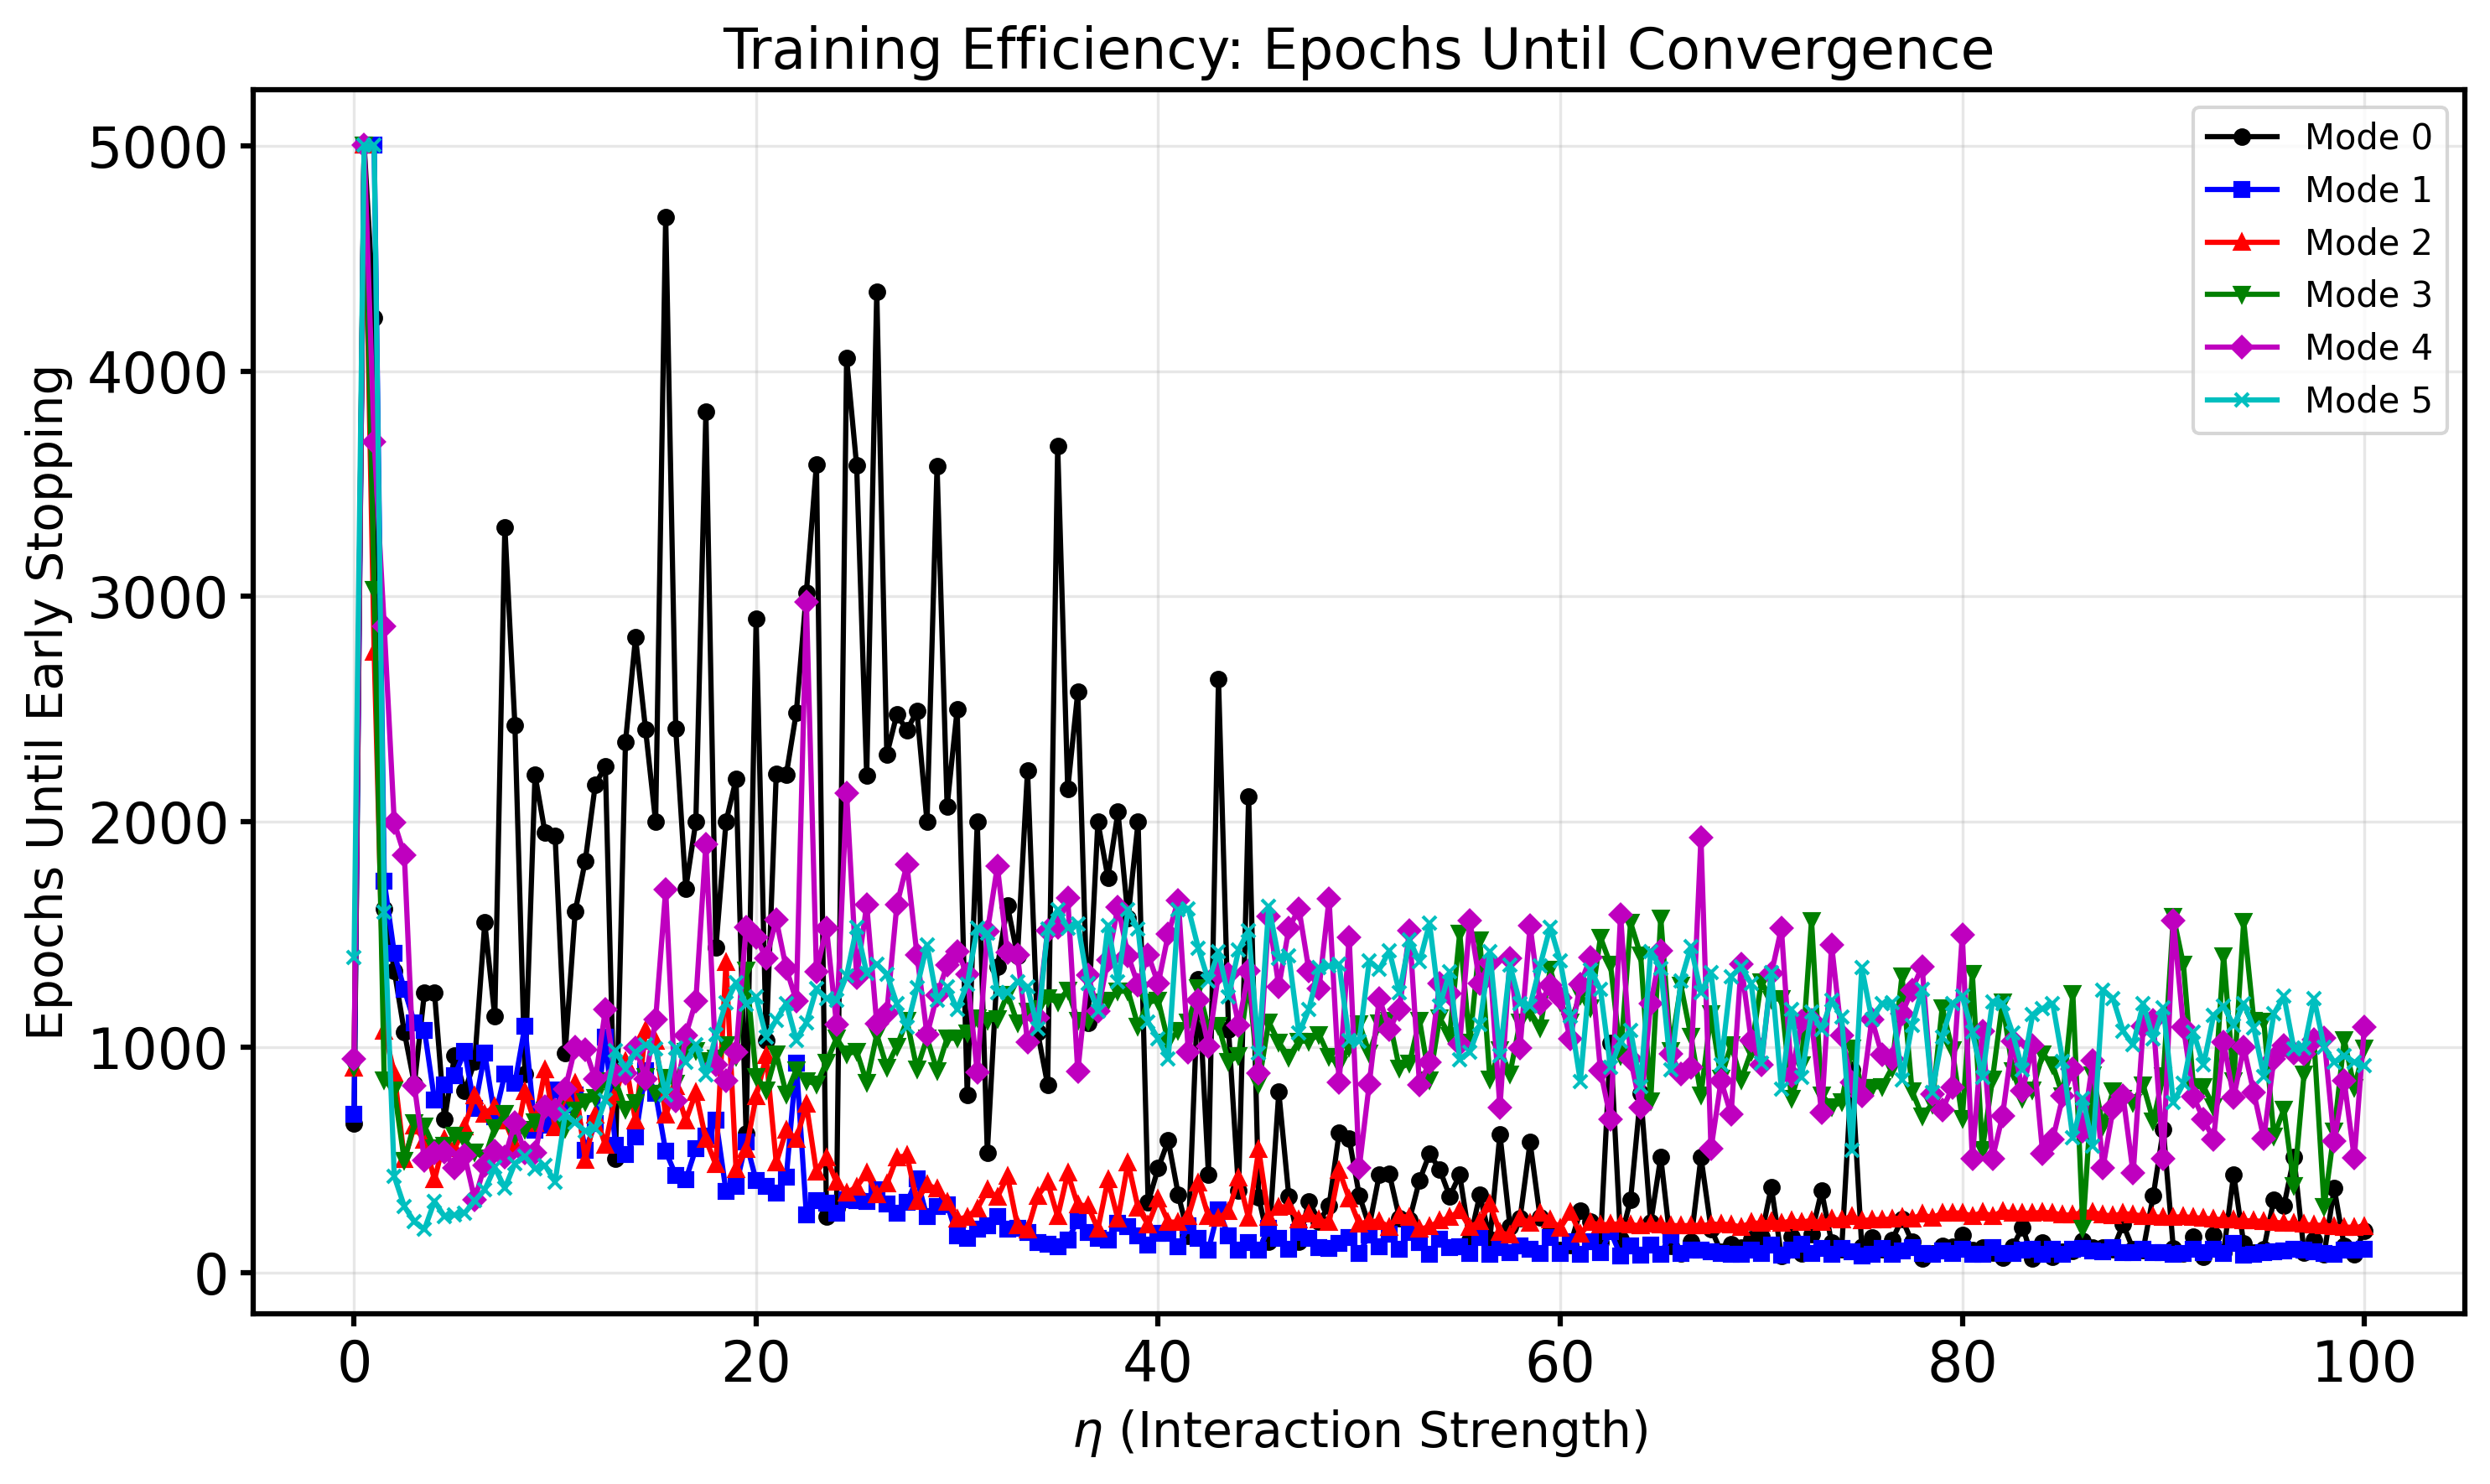 Training Efficiency: Epochs Until Convergence
Epochs Until Early Stopping
5000
4000
3000
2000
1000
0
0 20 40 60 80 100
η (Interaction Strength)
Mode 0
Mode 1
Mode 2
Mode 3
Mode 4
Mode 5